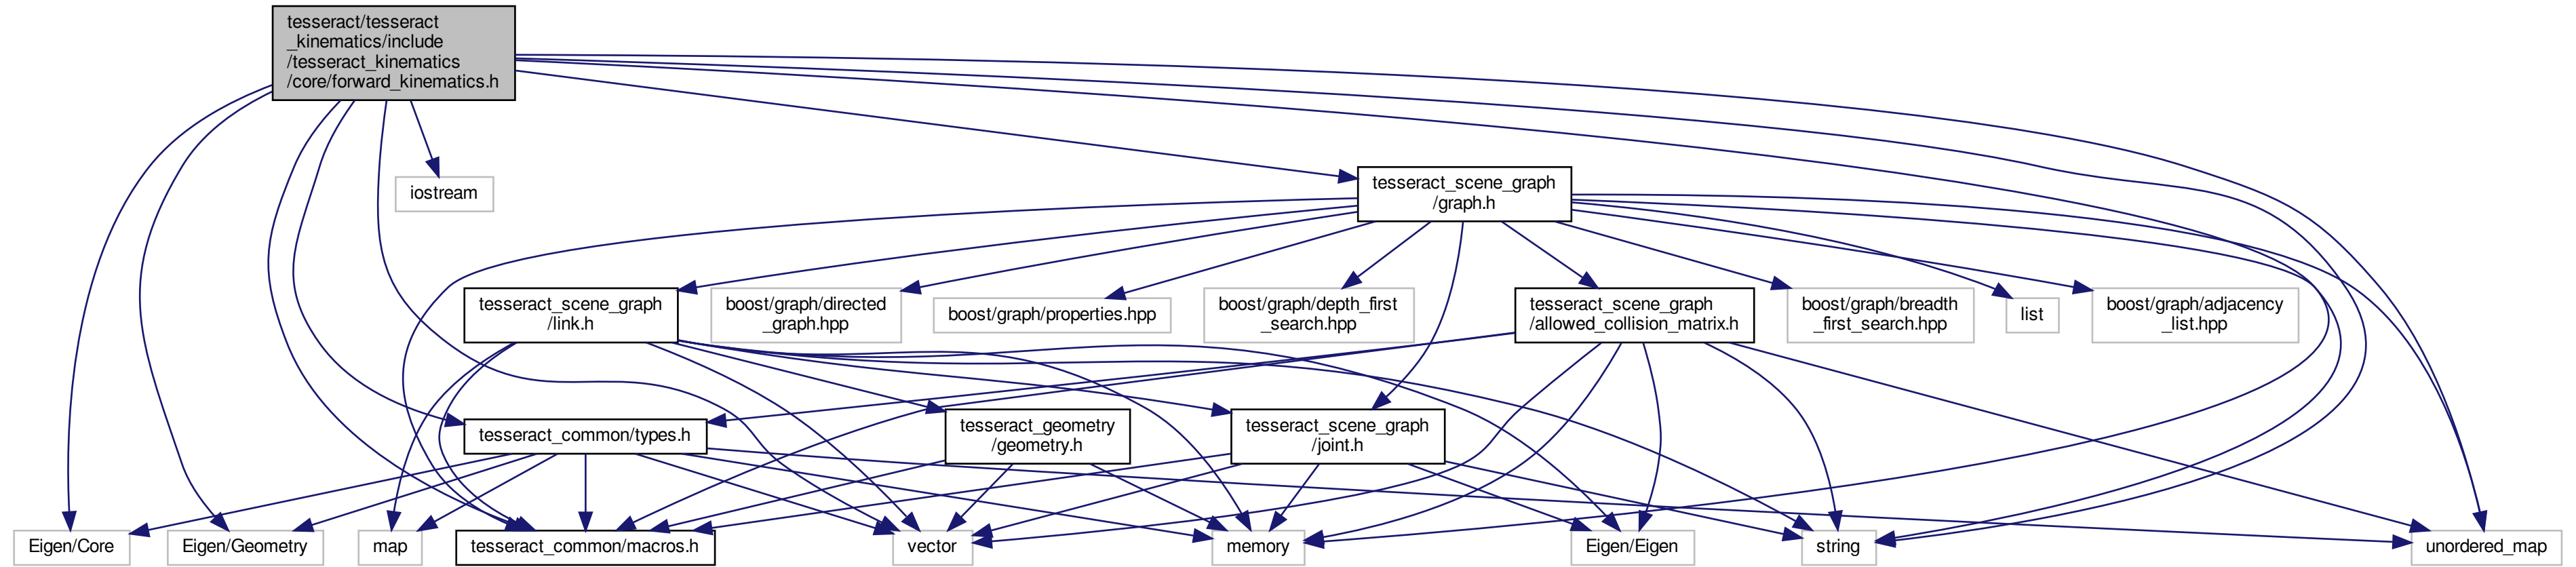 tesseract/tesseract
_kinematics/include
/tesseract_kinematics
/core/forward_kinematics.h
iostream
tesseract_scene_graph
/graph.h
tesseract_scene_graph
/link.h
boost/graph/directed
_graph.hpp
boost/graph/properties.hpp
boost/graph/depth_first
_search.hpp
tesseract_scene_graph
/allowed_collision_matrix.h
boost/graph/breadth
_first_search.hpp
list
boost/graph/adjacency
_list.hpp
tesseract_common/types.h
tesseract_geometry
/geometry.h
tesseract_scene_graph
/joint.h
Eigen/Core
Eigen/Geometry
map
tesseract_common/macros.h
vector
memory
Eigen/Eigen
string
unordered_map